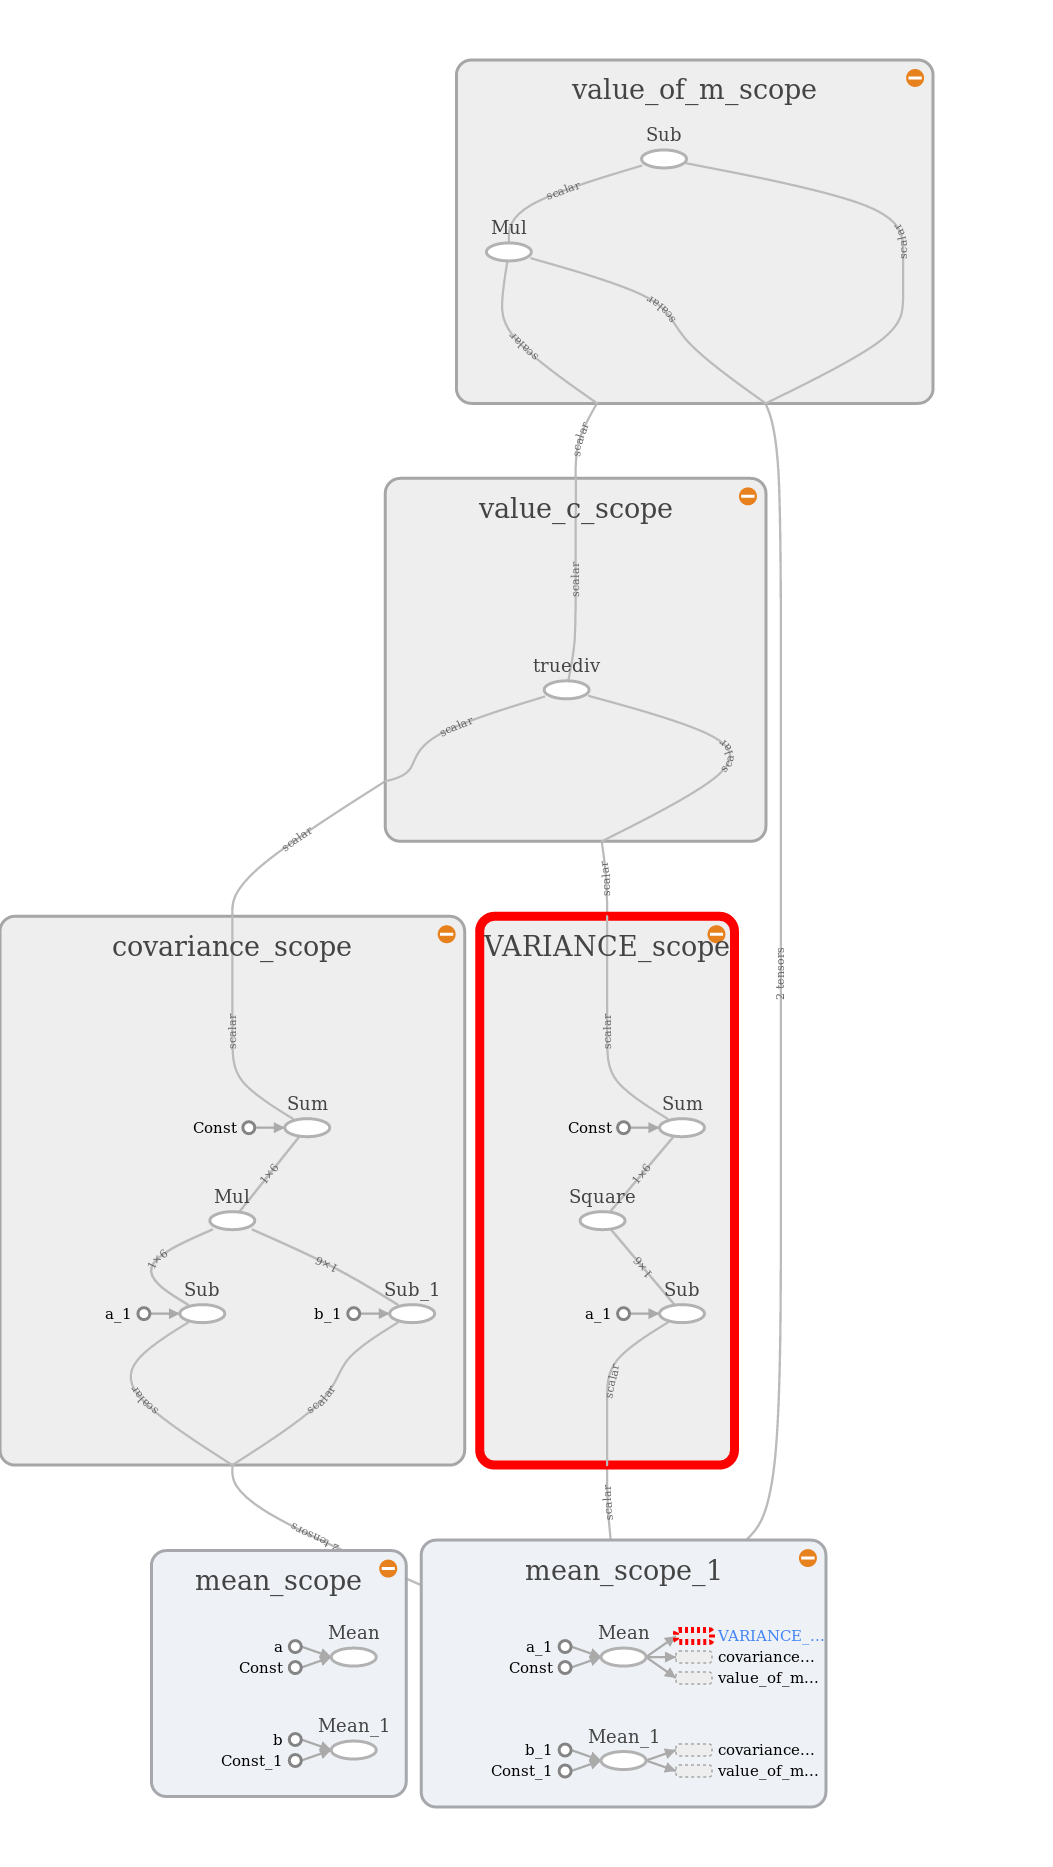 value_of_m_scope
Sub
scalar
Mul
scalar
scalar
scalar
scalar
value_c_scope
scalar
truediv
scalar
scalar
scalar
scalar
covariance_scope
VARIANCE_scope
2 tensors
scalar
scalar
Sum
Sum
Const
Const
1×6
1×6
Mul
Square
1×6
1×6
1×6
Sub
Sub_1
Sub
a_1
b_1
a_1
scalar
scalar
scalar
scalar
2 tensors
mean_scope
mean_scope_1
Mean
a
Const
Mean_1
b
Const_1
Mean
a_1
VARIANCE_...
Const
covariance...
value_of_m...
Mean_1
b_1
covariance...
Const_1
value_of_m...
scalar